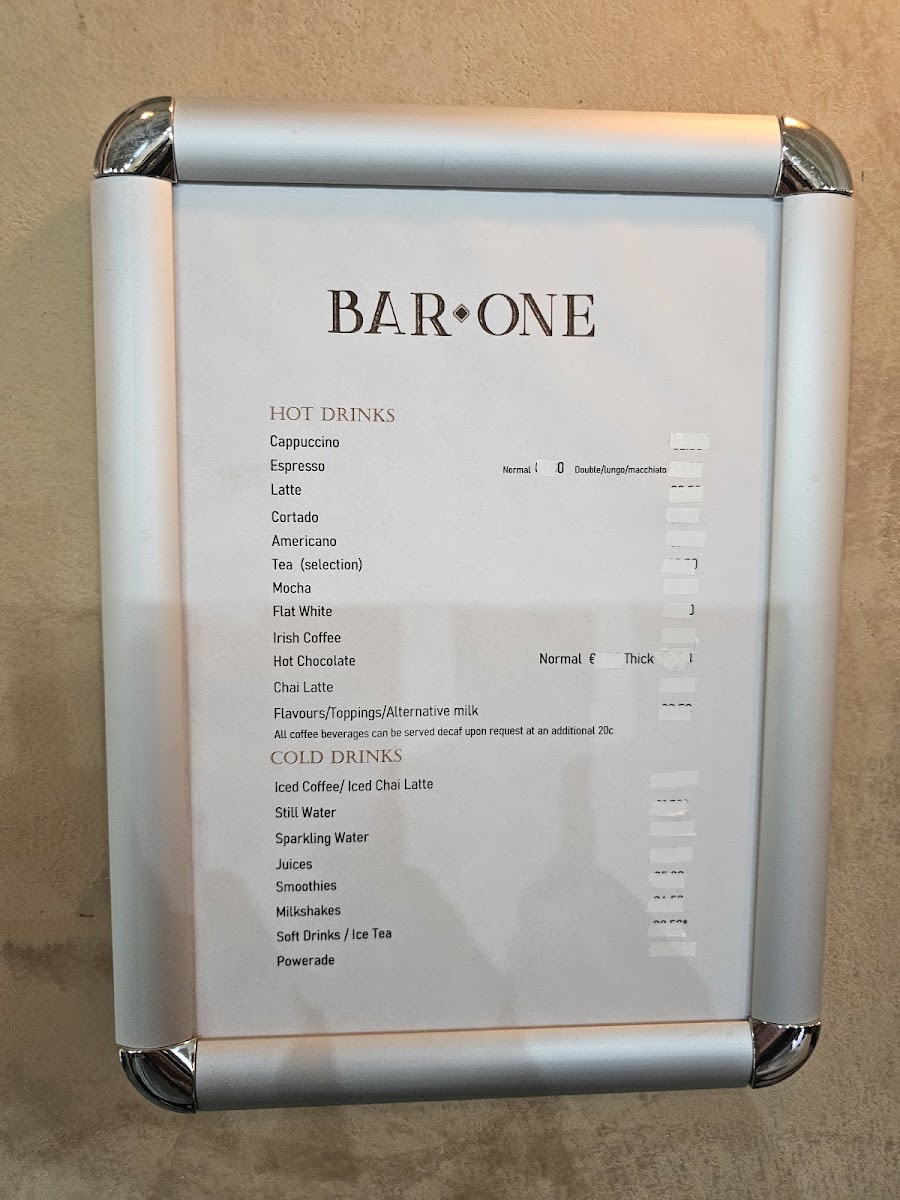 BAR ONE
HOT DRINKS
Cappuccino
Espresso Normal 0 Double/lungo/macchiato
Latte
Cortado
Americano
Tea (selection)
Mocha
Flat White
Irish Coffee
Hot Chocolate Normal € Thick
Chai Latte
Flavours/Toppings/Alternative milk
All coffee beverages can be served decaf upon request at an additional 20c
COLD DRINKS
Iced Coffee/ Iced Chai Latte
Still Water
Sparkling Water
Juices
Smoothies
Milkshakes
Soft Drinks / Ice Tea
Powerade